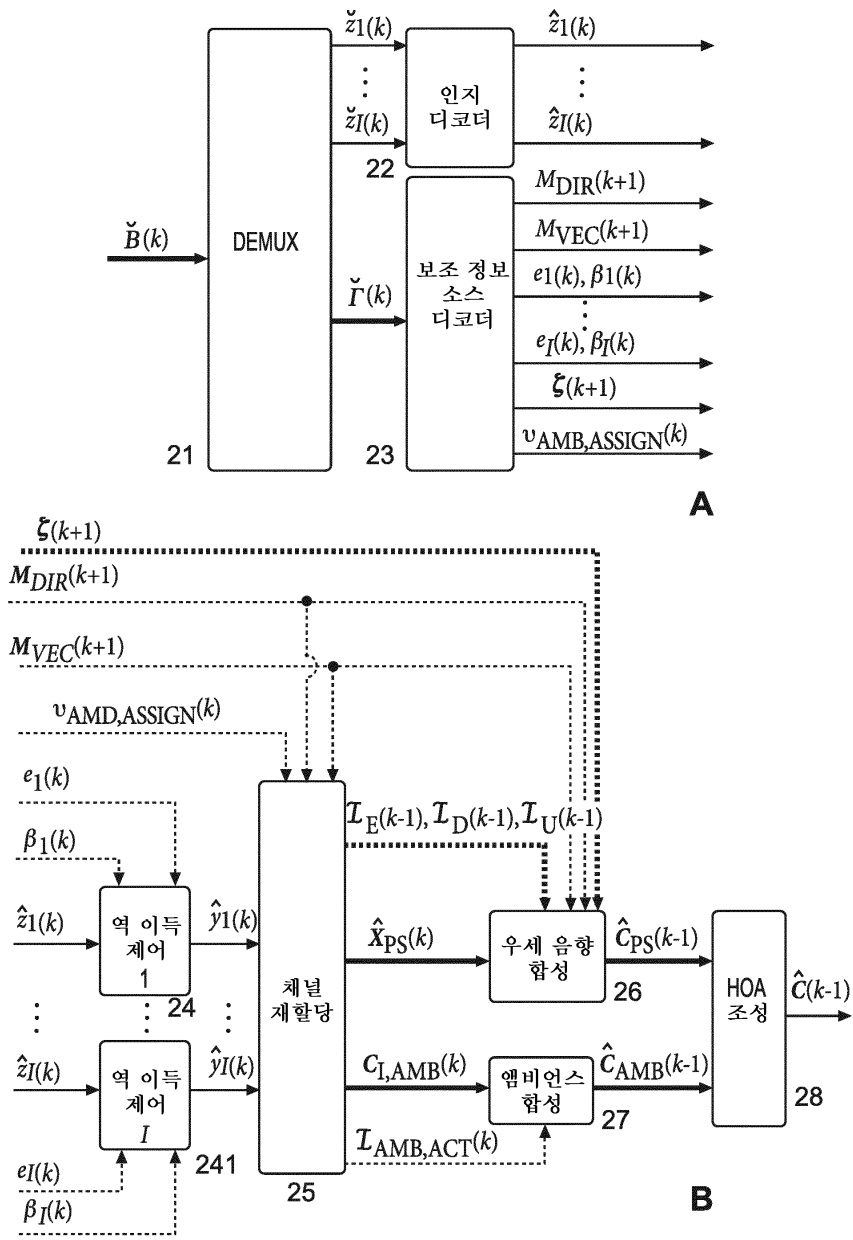 z̆1(k)
ẑ1(k)
인지
디코더
z̆I(k)
ẑI(k)
22
MDIR(k+1)
B̆(k)
DEMUX
MVEC(k+1)
보조 정보
소스
디코더
Γ̆(k)
e1(k), β1(k)
eI(k), βI(k)
ζ(k+1)
21
23
υAMB,ASSIGN(k)
A
ζ(k+1)
MDIR(k+1)
MVEC(k+1)
υAMD,ASSIGN(k)
e1(k)
β1(k)
IE(k-1), ID(k-1), IU(k-1)
ẑ1(k)
역 이득
제어
1
ŷ1(k)
24
채널
재할당
X̂PS(k)
우세 음향
합성
ĈPS(k-1)
26
HOA
조성
Ĉ(k-1)
ẑI(k)
역 이득
제어
I
ŷI(k)
241
CI,AMB(k)
앰비언스
합성
ĈAMB(k-1)
27
28
IAMB,ACT(k)
eI(k)
βI(k)
25
B